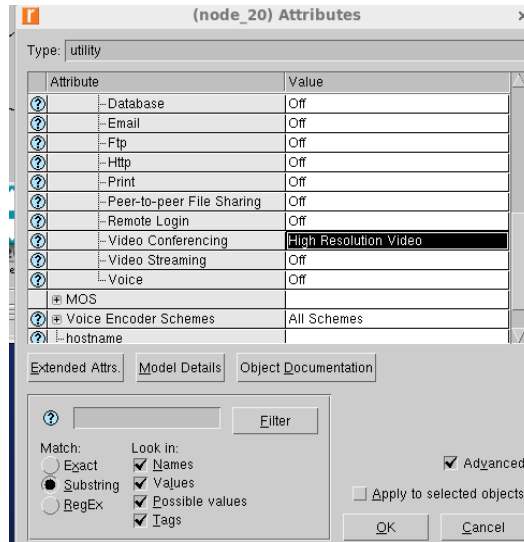 (node_20) Attributes
Type: utility
Attribute Value
Database Off
Email Off
Ftp Off
Http Off
Print Off
Peer-to-peer File Sharing Off
Remote Login Off
Video Conferencing High Resolution Video
Video Streaming Off
Voice Off
MOS
Voice Encoder Schemes All Schemes
hostname
Extended Attrs. Model Details Object Documentation
Filter
Match: Look in:
Exact Names
Substring Values
RegEx Possible values
Tags
Advanced
Apply to selected objects
OK Cancel